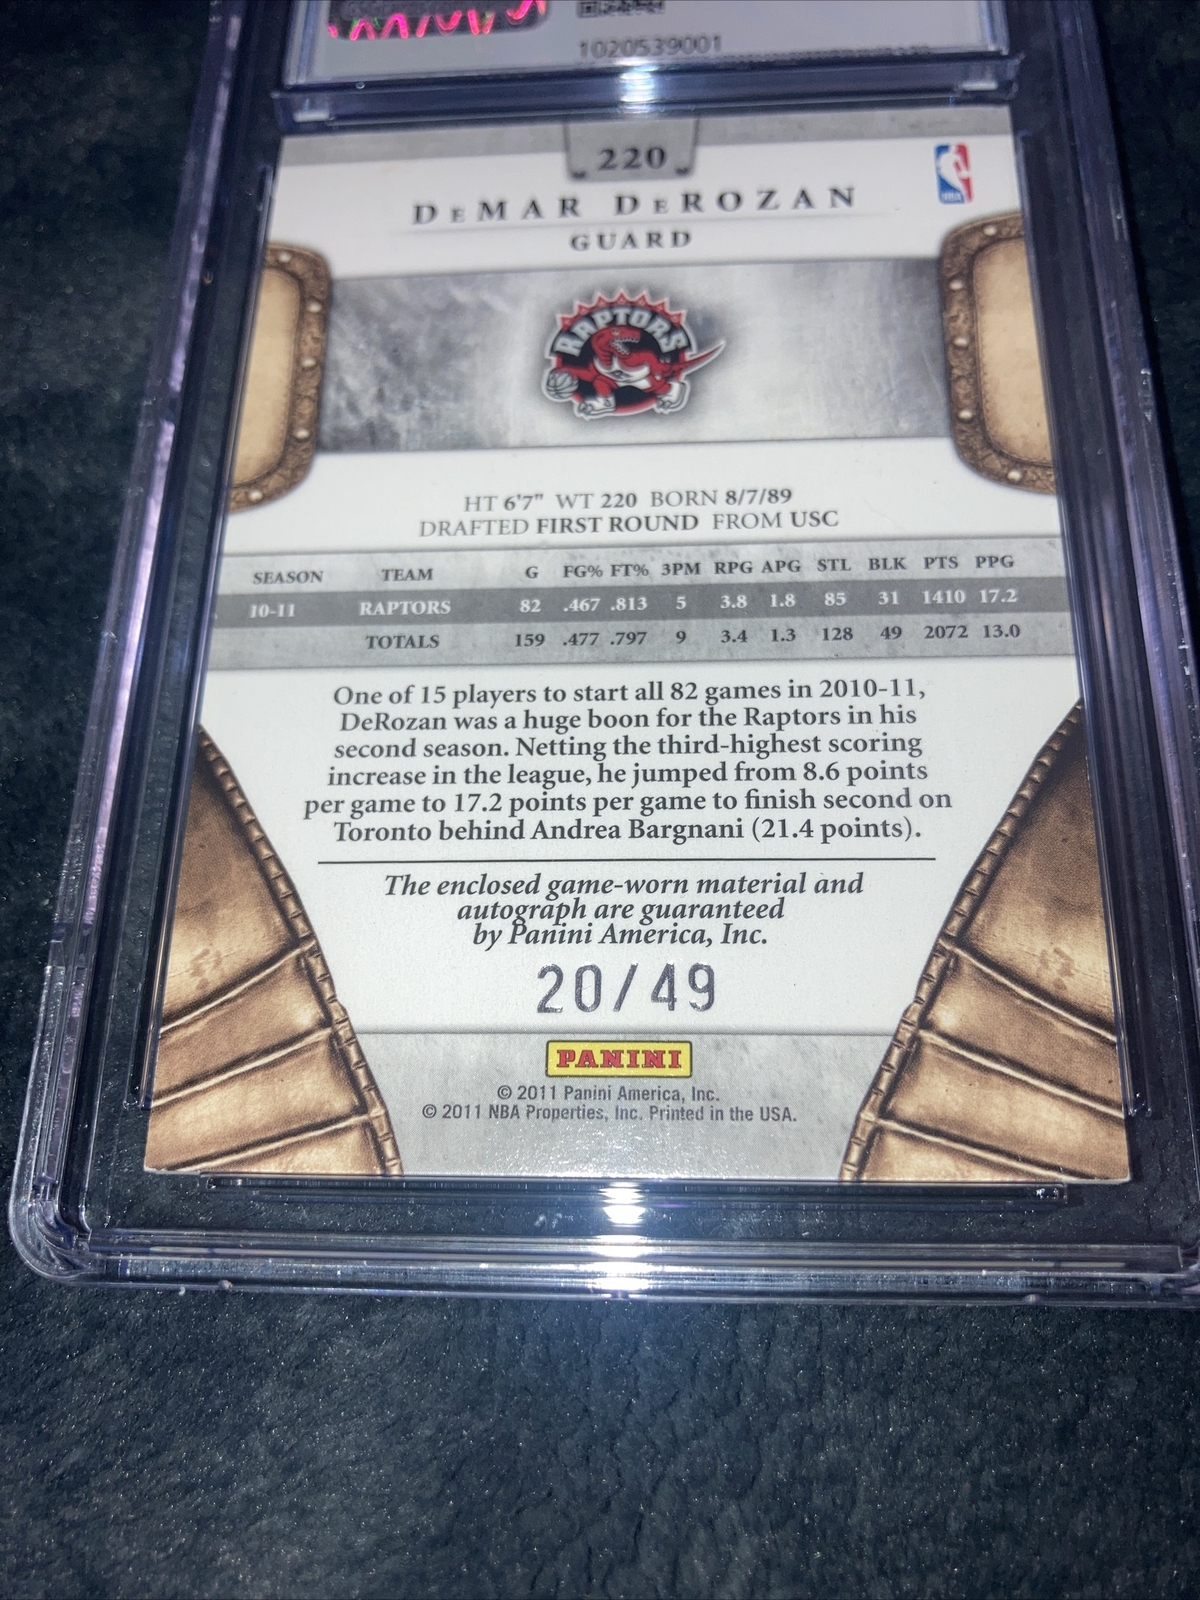 1020539001
220
DeMAR DeROZAN
GUARD
RAPTORS
HT 6'7" WT 220 BORN 8/7/89
DRAFTED FIRST ROUND FROM USC
SEASON TEAM G FG% FT% 3PM RPG APG STL BLK PTS PPG
10-11 RAPTORS 82 .467 .813 5 3.8 1.8 85 31 1410 17.2
TOTALS 159 .477 .797 9 3.4 1.3 128 49 2072 13.0
One of 15 players to start all 82 games in 2010-11,
DeRozan was a huge boon for the Raptors in his
second season. Netting the third-highest scoring
increase in the league, he jumped from 8.6 points
per game to 17.2 points per game to finish second on
Toronto behind Andrea Bargnani (21.4 points).
The enclosed game-worn material and
autograph are guaranteed
by Panini America, Inc.
20/49
PANINI
© 2011 Panini America, Inc.
© 2011 NBA Properties, Inc. Printed in the USA.